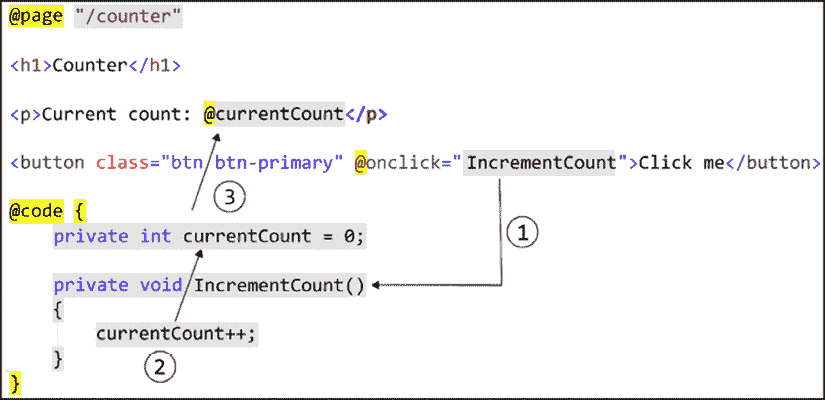 @page "/counter"
<h1>Counter</h1>
<p>Current count: @currentCount</p>
<button class="btn btn-primary" @onclick="IncrementCount">Click me</button>
3
@code {
private int currentCount = 0;
1
private void IncrementCount()
{
currentCount++;
2
}
}